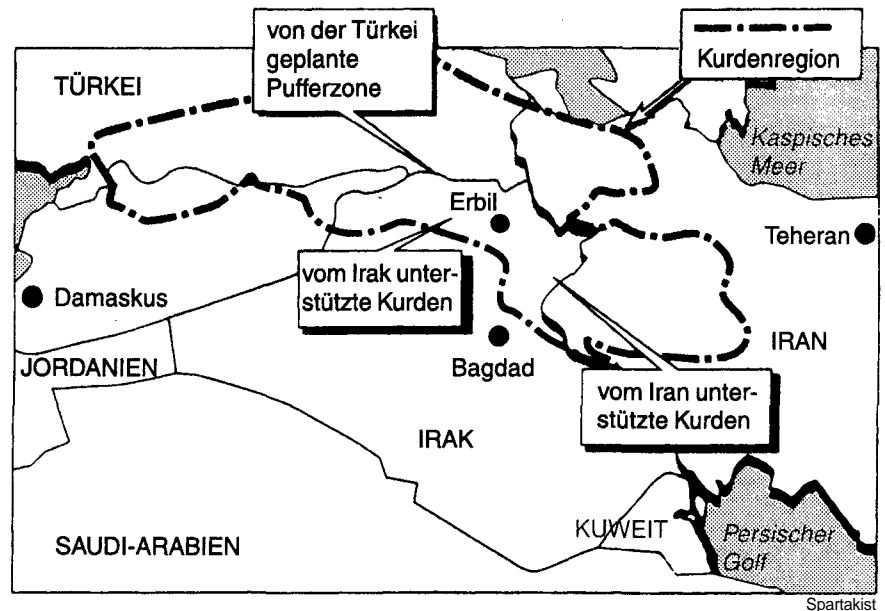 von der Türkei
geplante
Pufferzone
Kurdenregion
TÜRKEI
Kaspisches
Meer
Erbil
Teheran
vom Irak unter-
stützte Kurden
Damaskus
IRAN
JORDANIEN
Bagdad
vom Iran unter-
stützte Kurden
IRAK
KUWEIT
Persischer
Golf
SAUDI-ARABIEN
Spartakist